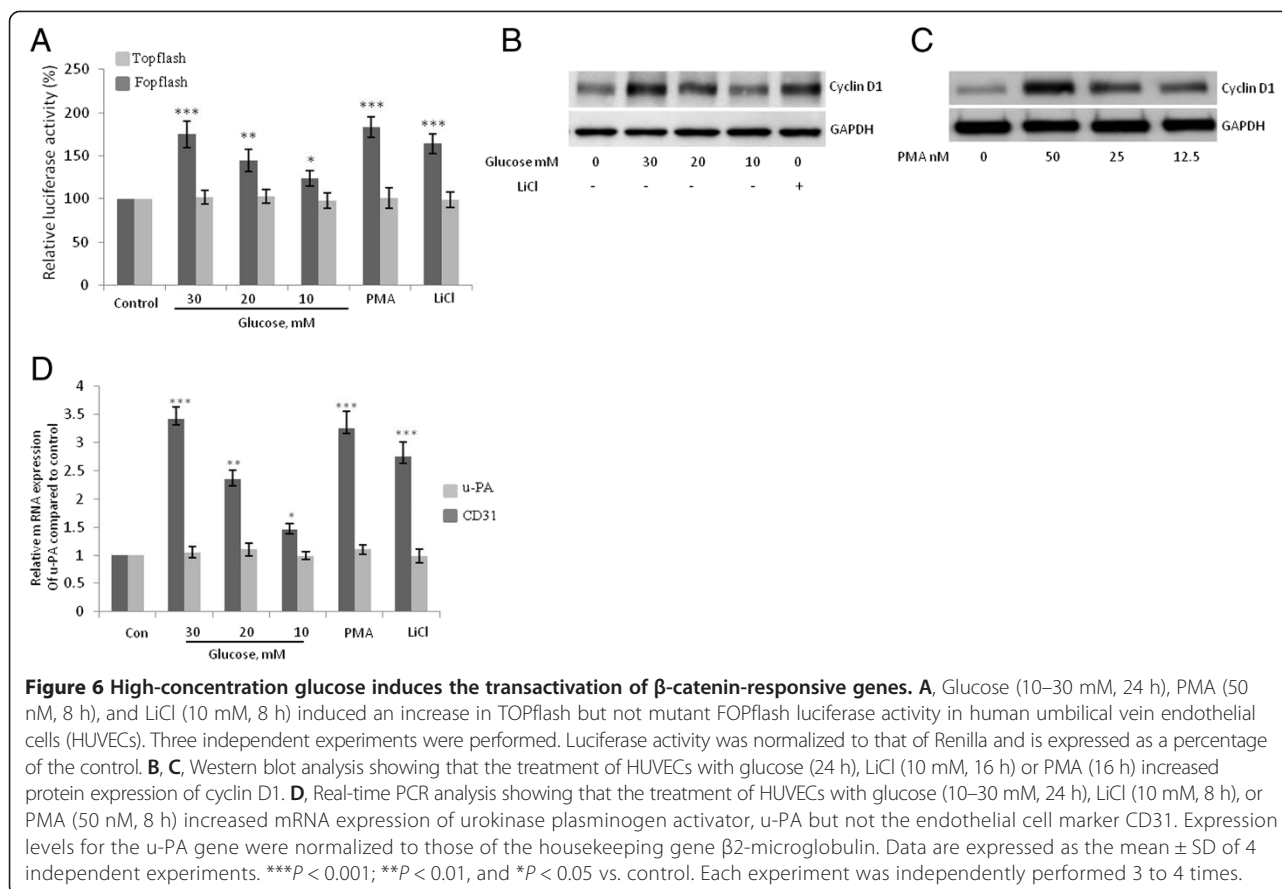 A
Topflash
Fopflash
Relative luciferase activity (%)
250
200
150
100
50
0
***
**
*
***
***
Control
30
20
10
PMA
LiCl
Glucose, mM
B
Cyclin D1
GAPDH
Glucose mM 0 30 20 10 0
LiCl - - - - +
C
Cyclin D1
GAPDH
PMA nM 0 50 25 12.5
D
Relative m RNA expression
Of u-PA compared to control
4
3.5
3
2.5
2
1.5
1
0.5
0
***
**
*
***
***
u-PA
CD31
Con
30
20
10
PMA
LiCl
Glucose, mM
Figure 6 High-concentration glucose induces the transactivation of β-catenin-responsive genes. A, Glucose (10–30 mM, 24 h), PMA (50
nM, 8 h), and LiCl (10 mM, 8 h) induced an increase in TOPflash but not mutant FOPflash luciferase activity in human umbilical vein endothelial
cells (HUVECs). Three independent experiments were performed. Luciferase activity was normalized to that of Renilla and is expressed as a percentage
of the control. B, C, Western blot analysis showing that the treatment of HUVECs with glucose (24 h), LiCl (10 mM, 16 h) or PMA (16 h) increased
protein expression of cyclin D1. D, Real-time PCR analysis showing that the treatment of HUVECs with glucose (10–30 mM, 24 h), LiCl (10 mM, 8 h), or
PMA (50 nM, 8 h) increased mRNA expression of urokinase plasminogen activator, u-PA but not the endothelial cell marker CD31. Expression
levels for the u-PA gene were normalized to those of the housekeeping gene β2-microglobulin. Data are expressed as the mean ± SD of 4
independent experiments. ***P < 0.001; **P < 0.01, and *P < 0.05 vs. control. Each experiment was independently performed 3 to 4 times.